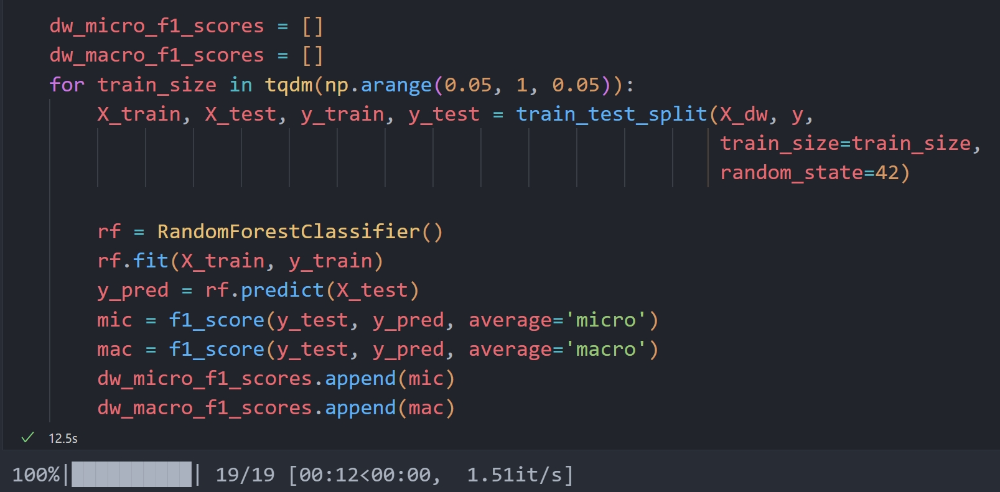 dw_micro_f1_scores = []
dw_macro_f1_scores = []
for train_size in tqdm(np.arange(0.05, 1, 0.05)):
    X_train, X_test, y_train, y_test = train_test_split(X_dw, y,
                                                        train_size=train_size,
                                                        random_state=42)

    rf = RandomForestClassifier()
    rf.fit(X_train, y_train)
    y_pred = rf.predict(X_test)
    mic = f1_score(y_test, y_pred, average='micro')
    mac = f1_score(y_test, y_pred, average='macro')
    dw_micro_f1_scores.append(mic)
    dw_macro_f1_scores.append(mac)
✓ 12.5s
100%|██████████| 19/19 [00:12<00:00,  1.51it/s]